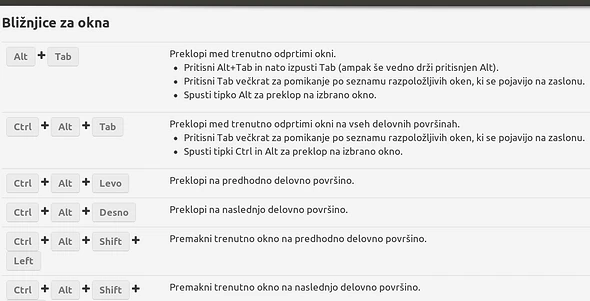 Bližnjice za okna
Alt + Tab
Preklopi med trenutno odprtimi okni.
• Pritisni Alt+Tab in nato izpusti Tab (ampak še vedno drži pritisnjen Alt).
• Pritisni Tab večkrat za pomikanje po seznamu razpoložljivih oken, ki se pojavijo na zaslonu.
• Spusti tipko Alt za preklop na izbrano okno.
Ctrl + Alt + Tab
Preklopi med trenutno odprtimi okni na vseh delovnih površinah.
• Pritisni Tab večkrat za pomikanje po seznamu razpoložljivih oken, ki se pojavijo na zaslonu.
• Spusti tipki Ctrl in Alt za preklop na izbrano okno.
Ctrl + Alt + Levo
Preklopi na predhodno delovno površino.
Ctrl + Alt + Desno
Preklopi na naslednjo delovno površino.
Ctrl + Alt + Shift +
Left
Premakni trenutno okno na predhodno delovno površino.
Ctrl + Alt + Shift +
Premakni trenutno okno na naslednjo delovno površino.